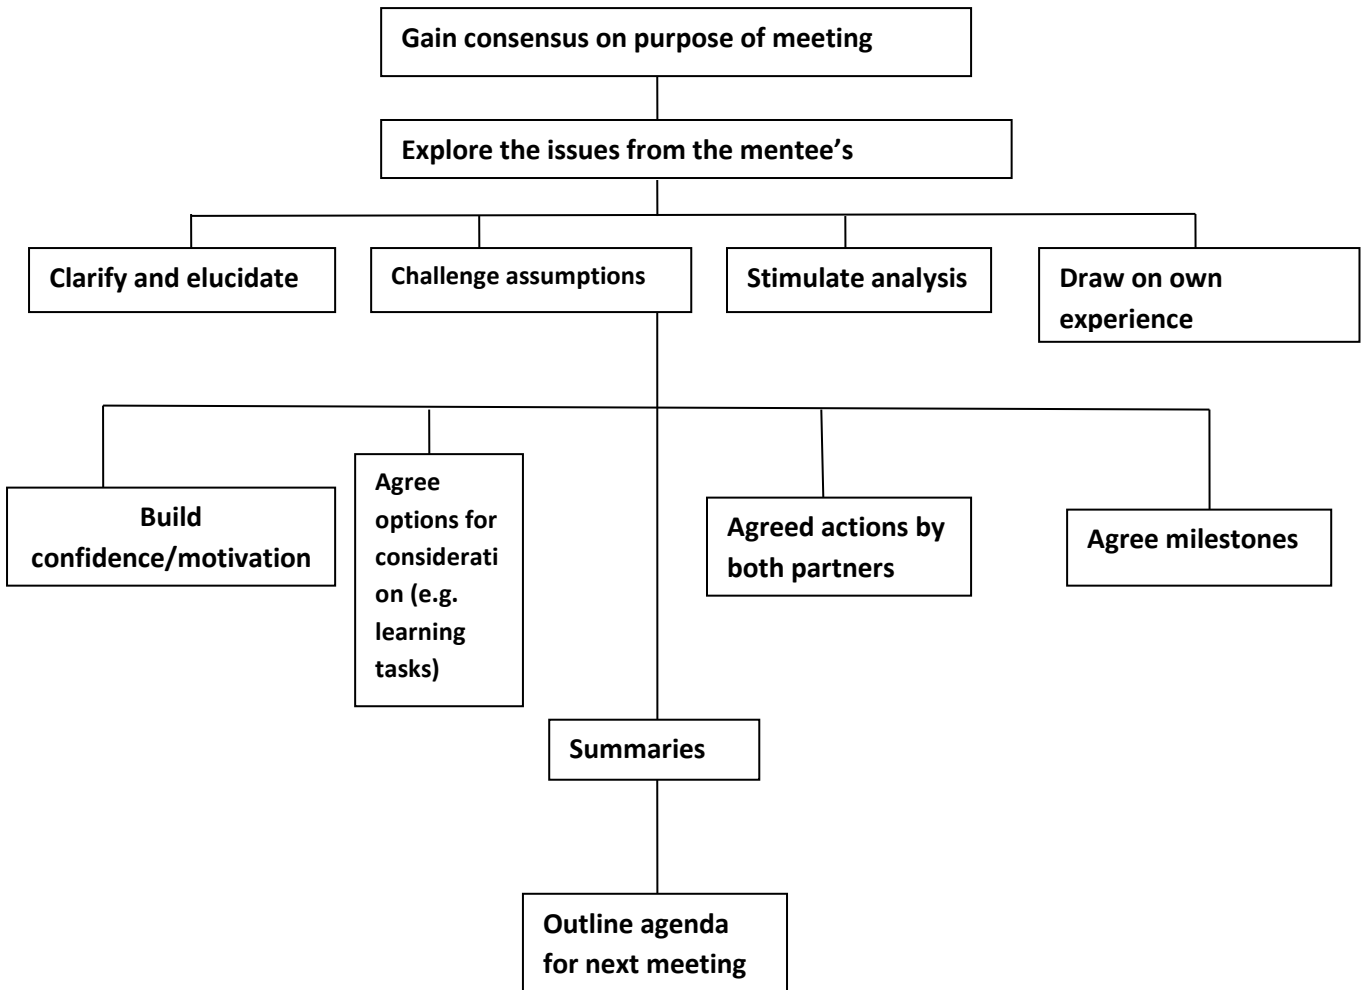 Gain consensus on purpose of meeting
Explore the issues from the mentee’s
Clarify and elucidate
Challenge assumptions
Stimulate analysis
Draw on own
experience
Build
confidence/motivation
Agree
options for
considerati
on (e.g.
learning
tasks)
Agreed actions by
both partners
Agree milestones
Summaries
Outline agenda
for next meeting